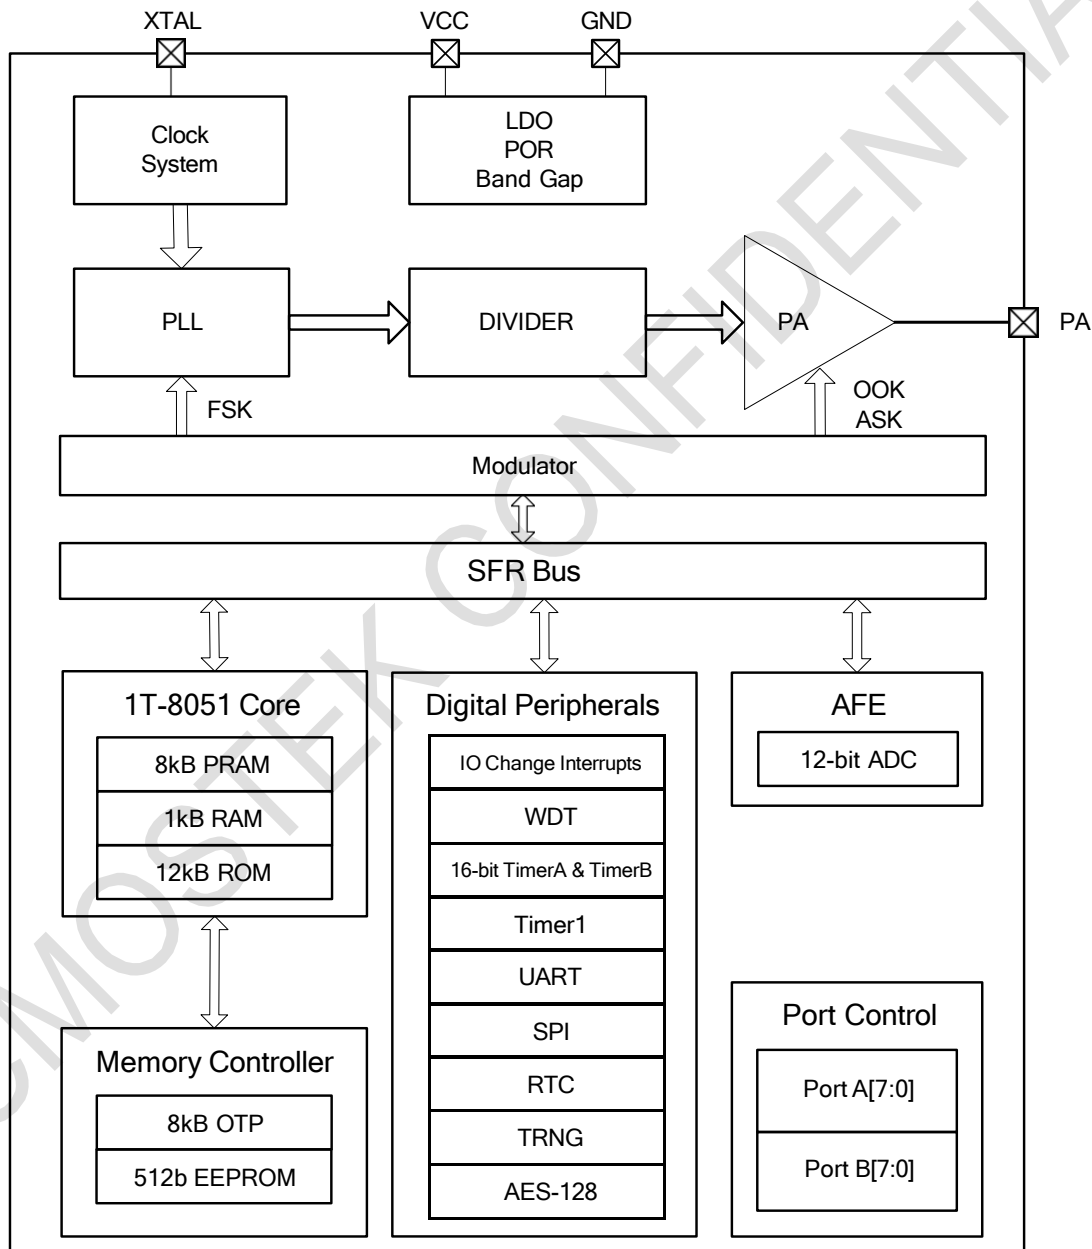 XTAL
VCC
GND
Clock
System
LDO
POR
Band Gap
PLL
DIVIDER
PA
PA
FSK
OOK
ASK
Modulator
SFR Bus
1T-8051 Core
8kB PRAM
1kB RAM
12kB ROM
Digital Peripherals
IO Change Interrupts
WDT
16-bit TimerA & TimerB
Timer1
UART
SPI
RTC
TRNG
AES-128
AFE
12-bit ADC
Memory Controller
8kB OTP
512b EEPROM
Port Control
Port A[7:0]
Port B[7:0]
CMOSTEK CONFIDENTIA